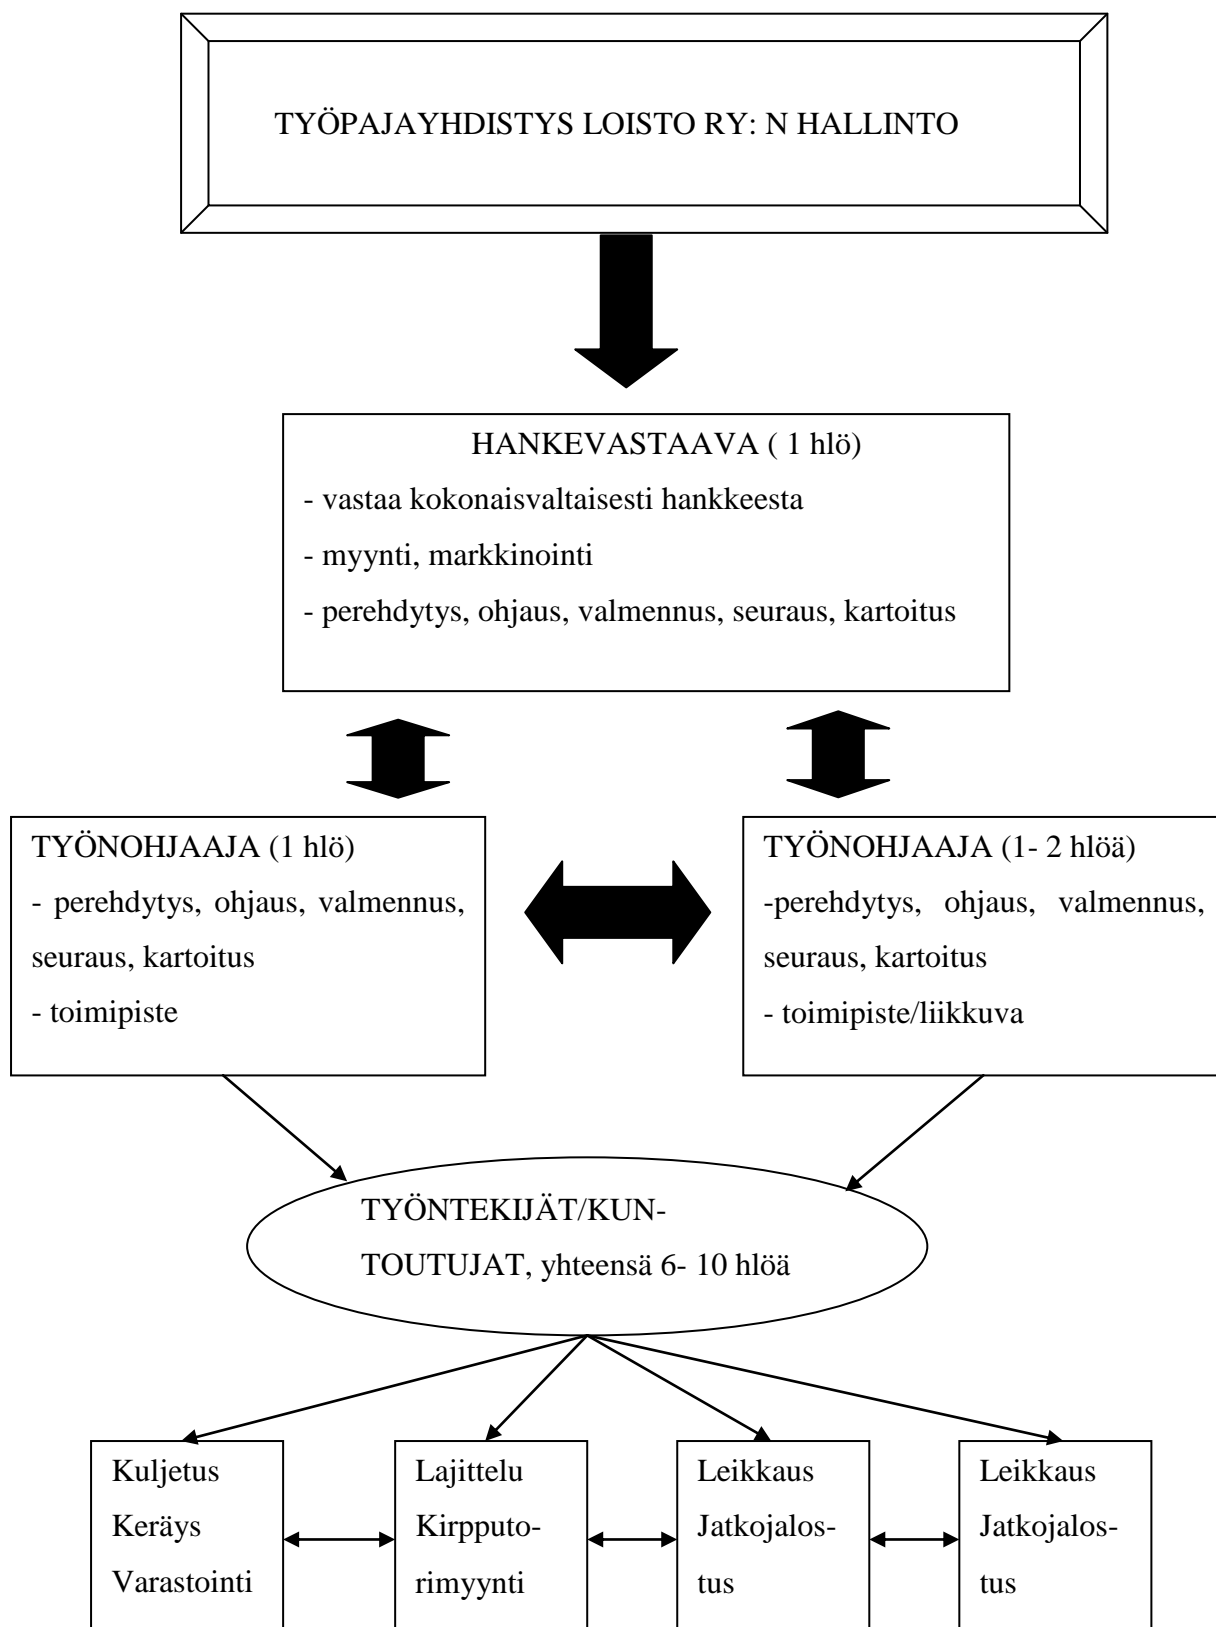 TYÖPAJAYHDISTYS LOISTO RY: N HALLINTO
HANKEVASTAAVA ( 1 hlö)
- vastaa kokonaisvaltaisesti hankkeesta
- myynti, markkinointi
- perehdytys, ohjaus, valmennus, seuraus, kartoitus
TYÖNOHJAAJA (1 hlö)
- perehdytys, ohjaus, valmennus,
seuraus, kartoitus
- toimipiste
TYÖNOHJAAJA (1- 2 hlöä)
-perehdytys, ohjaus, valmennus,
seuraus, kartoitus
- toimipiste/liikkuva
TYÖNTEKIJÄT/KUN-
TOUTUJAT, yhteensä 6- 10 hlöä
Kuljetus
Keräys
Varastointi
Lajittelu
Kirpputo-
rimyynti
Leikkaus
Jatkojalos-
tus
Leikkaus
Jatkojalos-
tus